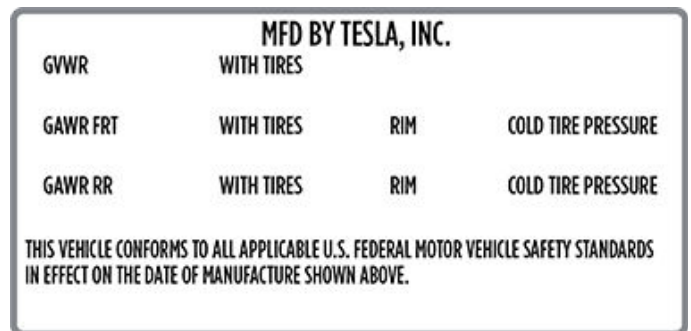 MFD BY TESLA, INC.
GVWR WITH TIRES
GAWR FRT WITH TIRES RIM COLD TIRE PRESSURE
GAWR RR WITH TIRES RIM COLD TIRE PRESSURE
THIS VEHICLE CONFORMS TO ALL APPLICABLE U.S. FEDERAL MOTOR VEHICLE SAFETY STANDARDS
IN EFFECT ON THE DATE OF MANUFACTURE SHOWN ABOVE.